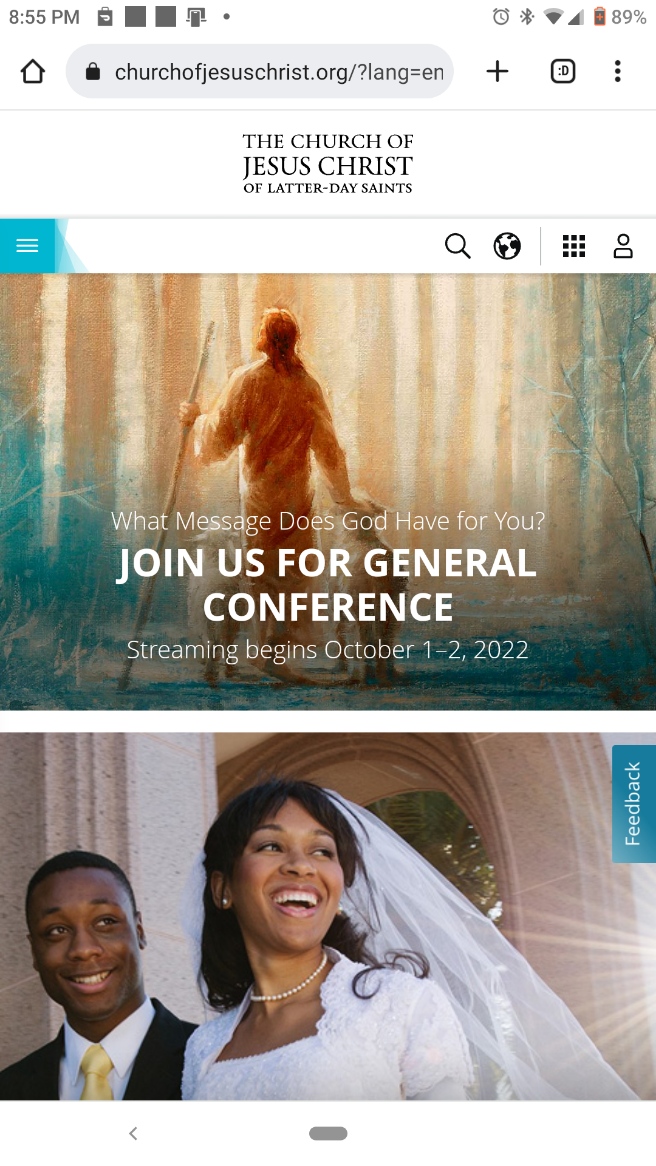 8:55 PM
89%
churchofjesuschrist.org/?lang=en
:D
THE CHURCH OF
JESUS CHRIST
OF LATTER-DAY SAINTS
What Message Does God Have for You?
JOIN US FOR GENERAL
CONFERENCE
Streaming begins October 1–2, 2022
Feedback